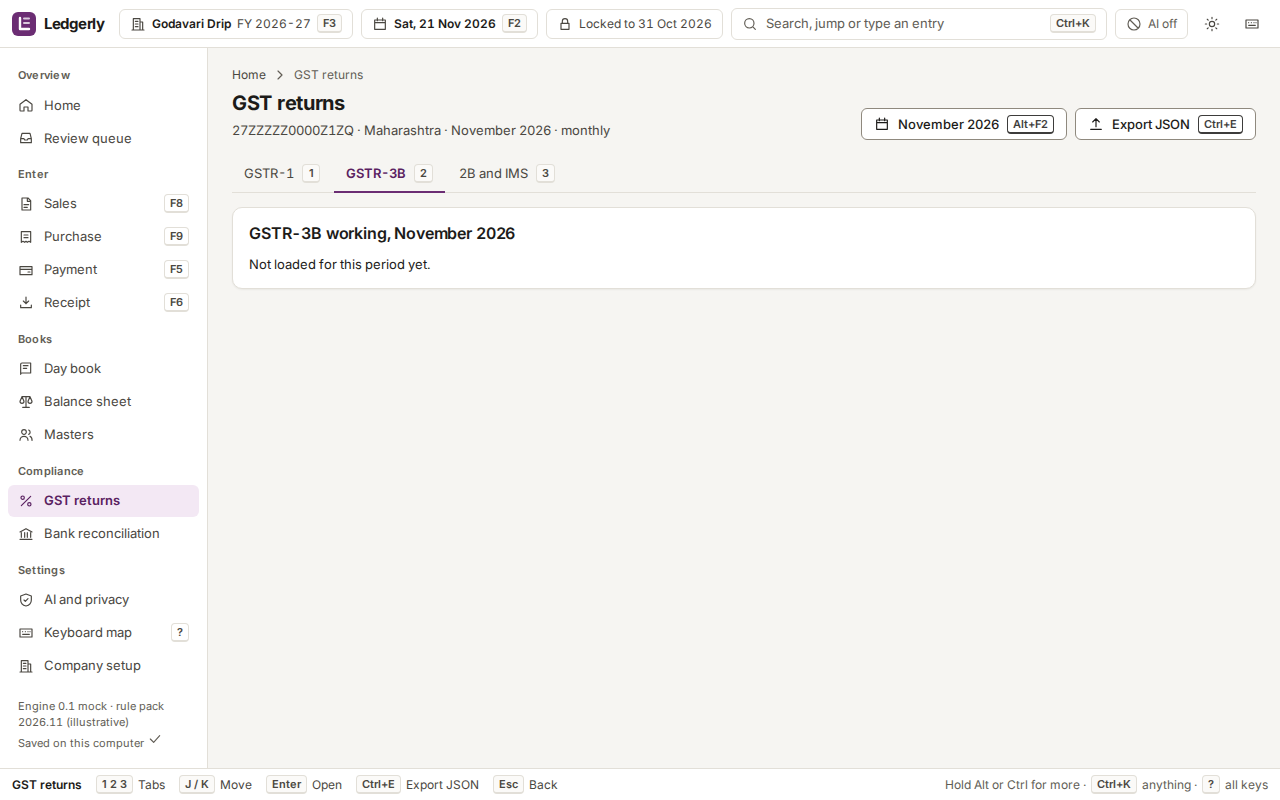 Ledgerly
Godavari Drip FY 2026-27 F3
Sat, 21 Nov 2026 F2
Locked to 31 Oct 2026
Search, jump or type an entry Ctrl+K
AI off
Overview
Home
Review queue
Enter
Sales F8
Purchase F9
Payment F5
Receipt F6
Books
Day book
Balance sheet
Masters
Compliance
GST returns
Bank reconciliation
Settings
AI and privacy
Keyboard map ?
Company setup
Engine 0.1 mock · rule pack
2026.11 (illustrative)
Saved on this computer
Home > GST returns
GST returns
27ZZZZZ0000Z1ZQ · Maharashtra · November 2026 · monthly
November 2026 Alt+F2
Export JSON Ctrl+E
GSTR-1 1
GSTR-3B 2
2B and IMS 3
GSTR-3B working, November 2026
Not loaded for this period yet.
GST returns 1 2 3 Tabs J / K Move Enter Open Ctrl+E Export JSON Esc Back
Hold Alt or Ctrl for more · Ctrl+K anything · ? all keys